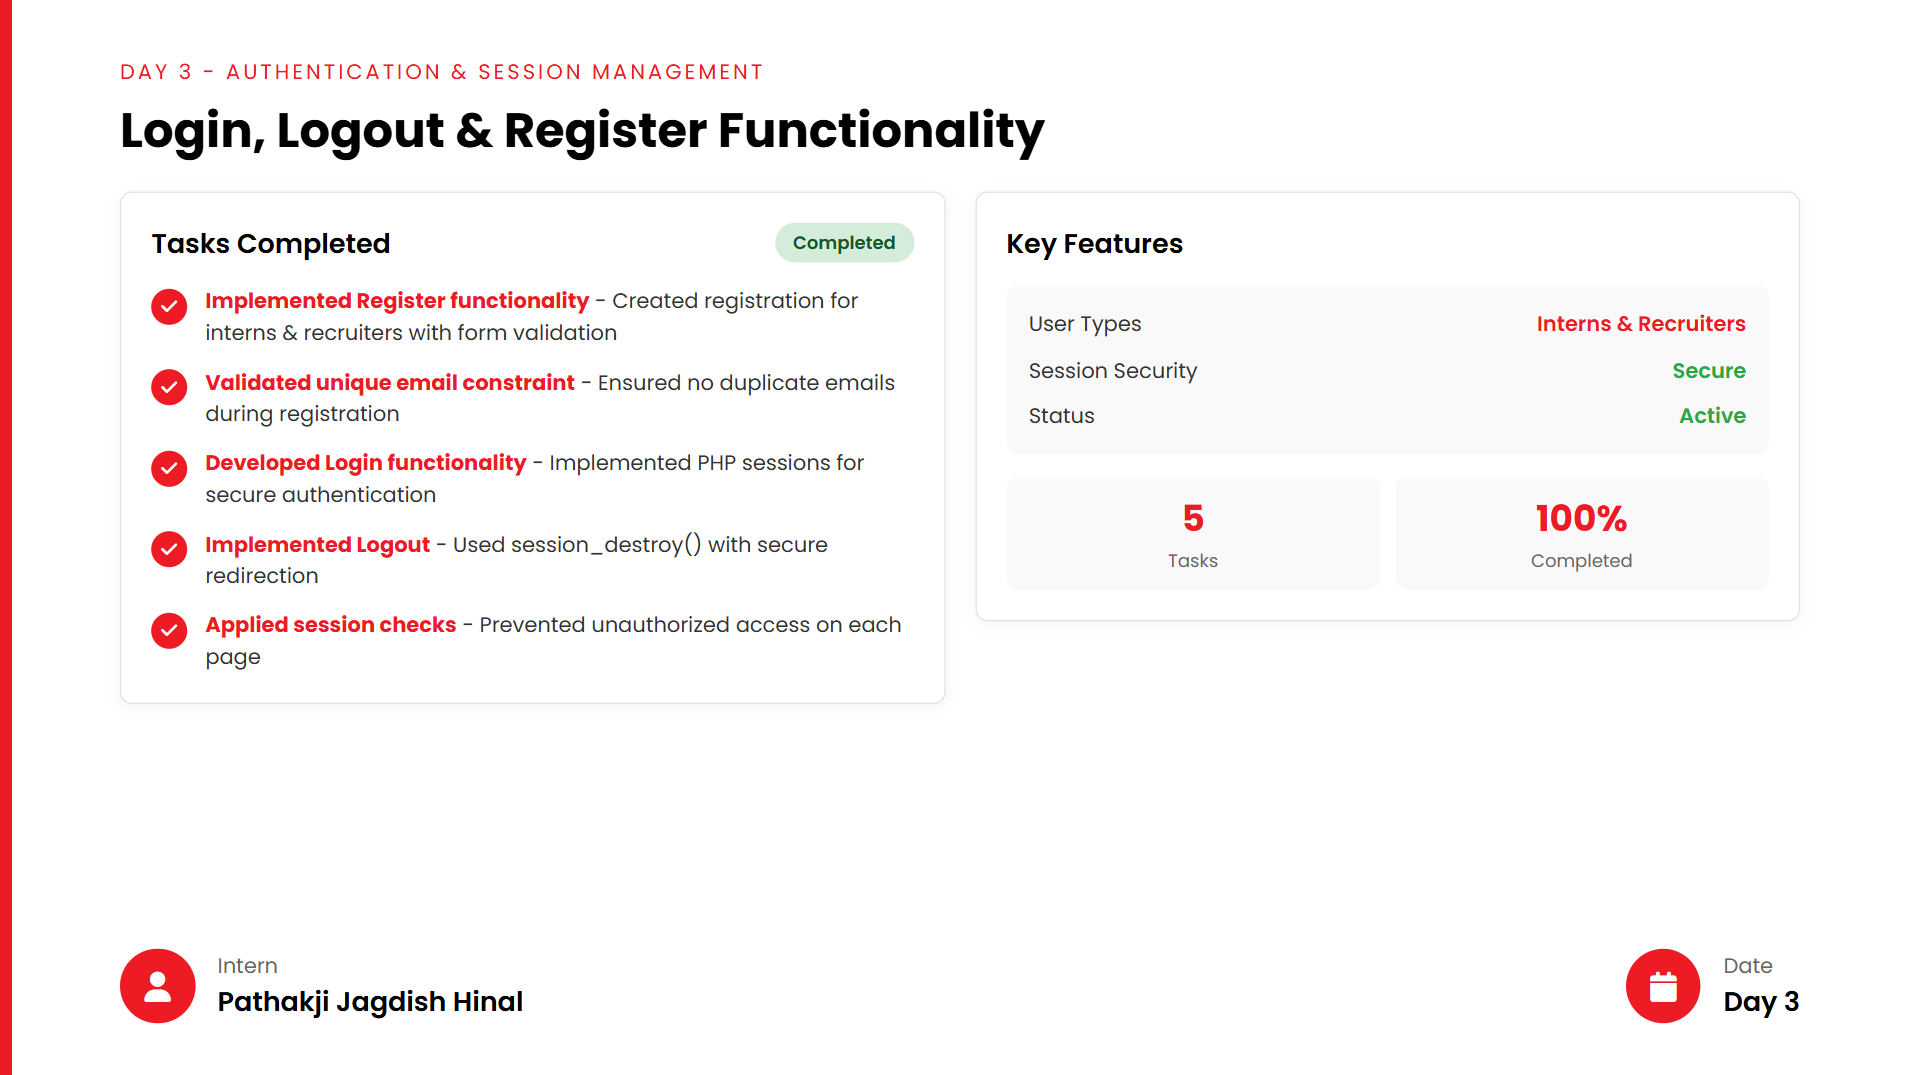 DAY 3 - AUTHENTICATION & SESSION MANAGEMENT
Login, Logout & Register Functionality
Tasks Completed
Completed
Implemented Register functionality - Created registration for
interns & recruiters with form validation
Validated unique email constraint - Ensured no duplicate emails
during registration
Developed Login functionality - Implemented PHP sessions for
secure authentication
Implemented Logout - Used session_destroy() with secure
redirection
Applied session checks - Prevented unauthorized access on each
page
Key Features
User Types Interns & Recruiters
Session Security Secure
Status Active
5
Tasks
100%
Completed
Intern
Pathakji Jagdish Hinal
Date
Day 3